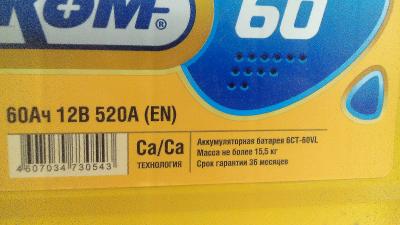 КОМ®
60
60Ач 12В 520А (EN)
Ca/Ca
ТЕХНОЛОГИЯ
Аккумуляторная батарея 6СТ-60VL
Масса не более 15,5 кг
Срок гарантии 36 месяцев
4607034730543